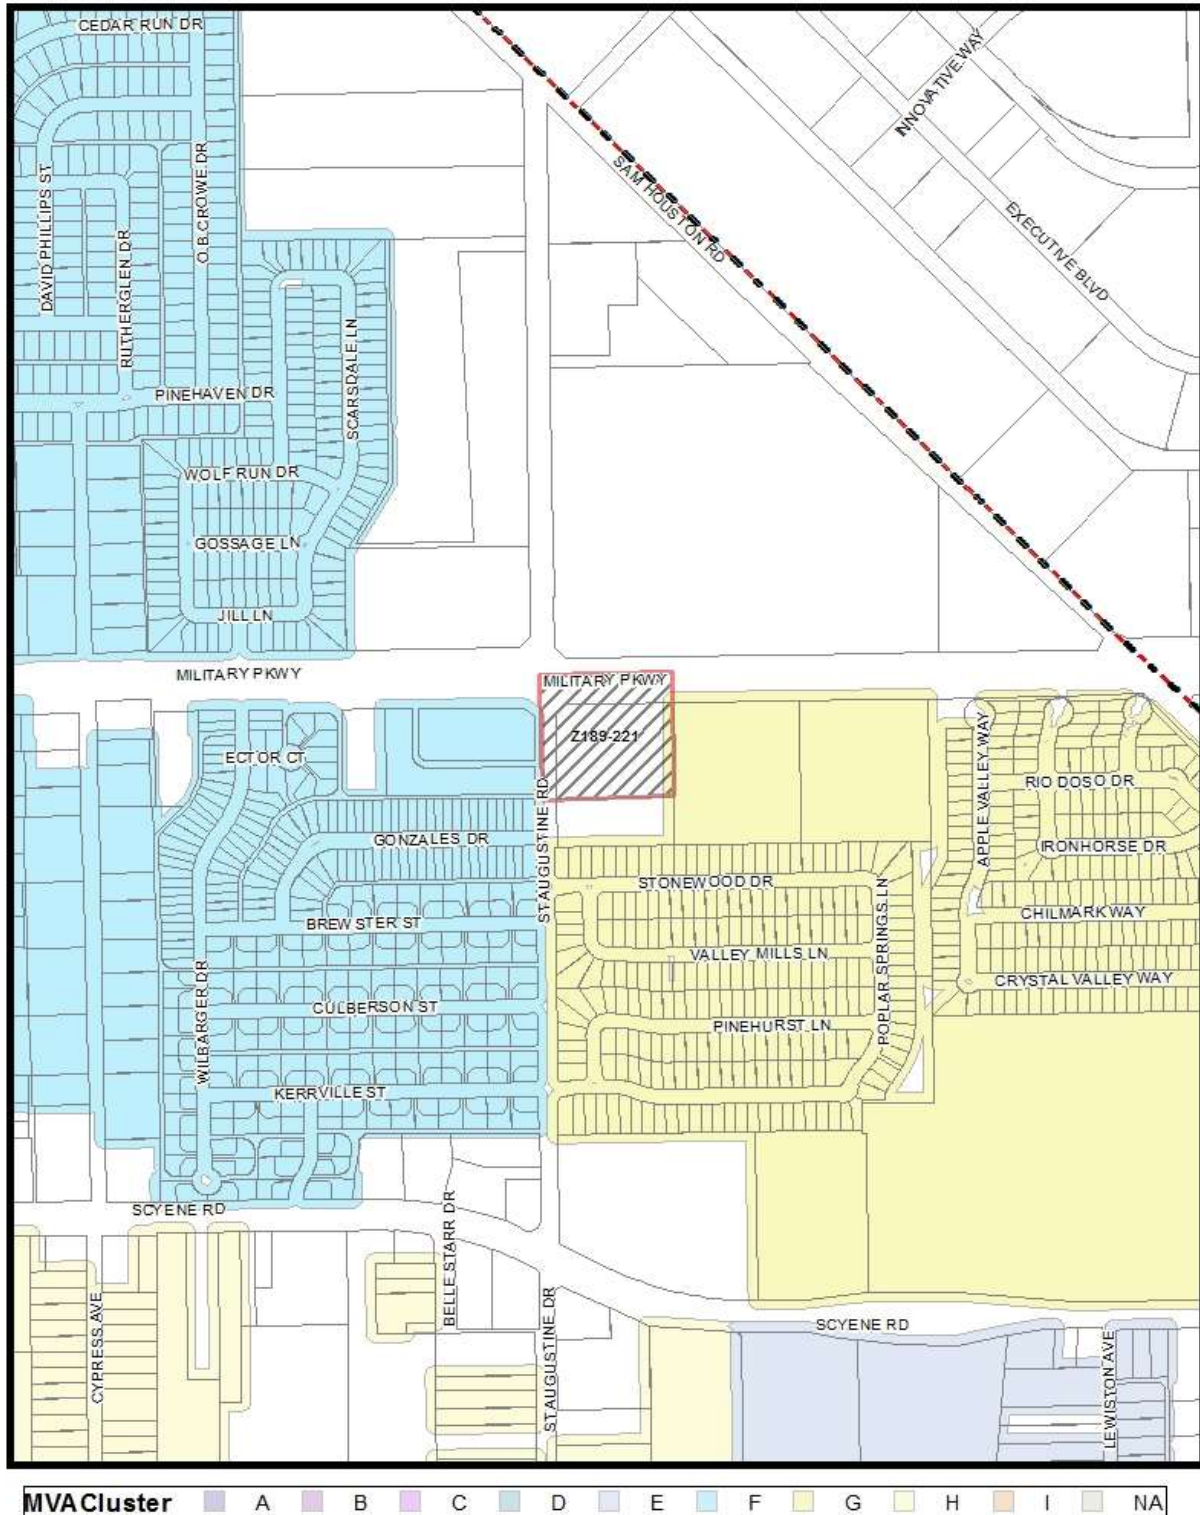 CEDAR RUN DR
INNOVATIVE WAY
DAVID PHILLIPS ST
O.B.CROWE DR
RUTHERGLEN DR
SAM HOUSTON RD
EXECUTIVE BLVD
SCARSDALE LN
PINEHAVEN DR
WOLF RUN DR
GOSSAGE LN
JILL LN
MILITARY PKWY
MILITARY PKWY
Z189-221
ECTOR CT
APPLE VALLEY WAY
RIO DOSO DR
ST AUGUSTINE RD
GONZALES DR
IRONHORSE DR
STONEWOOD DR
POPLAR SPRINGS LN
CHILMARK WAY
BREWSTER ST
VALLEY MILLS LN
CRYSTAL VALLEY WAY
WILBARGER DR
CULBERSON ST
PINEHURST LN
KERRVILLE ST
SCYENE RD
BELLE STARR DR
CYPRESS AVE
ST AUGUSTINE DR
SCYENE RD
LEWISTON AVE
MVA Cluster A B C D E F G H I NA